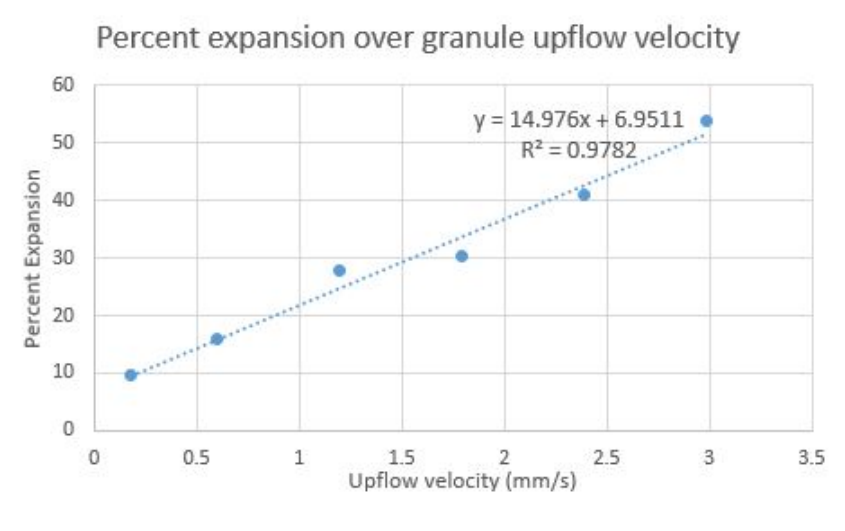 Percent expansion over granule upflow velocity
60
50
40
30
20
10
0
Percent Expansion
y = 14.976x + 6.9511
R² = 0.9782
0 0.5 1 1.5 2 2.5 3 3.5
Upflow velocity (mm/s)